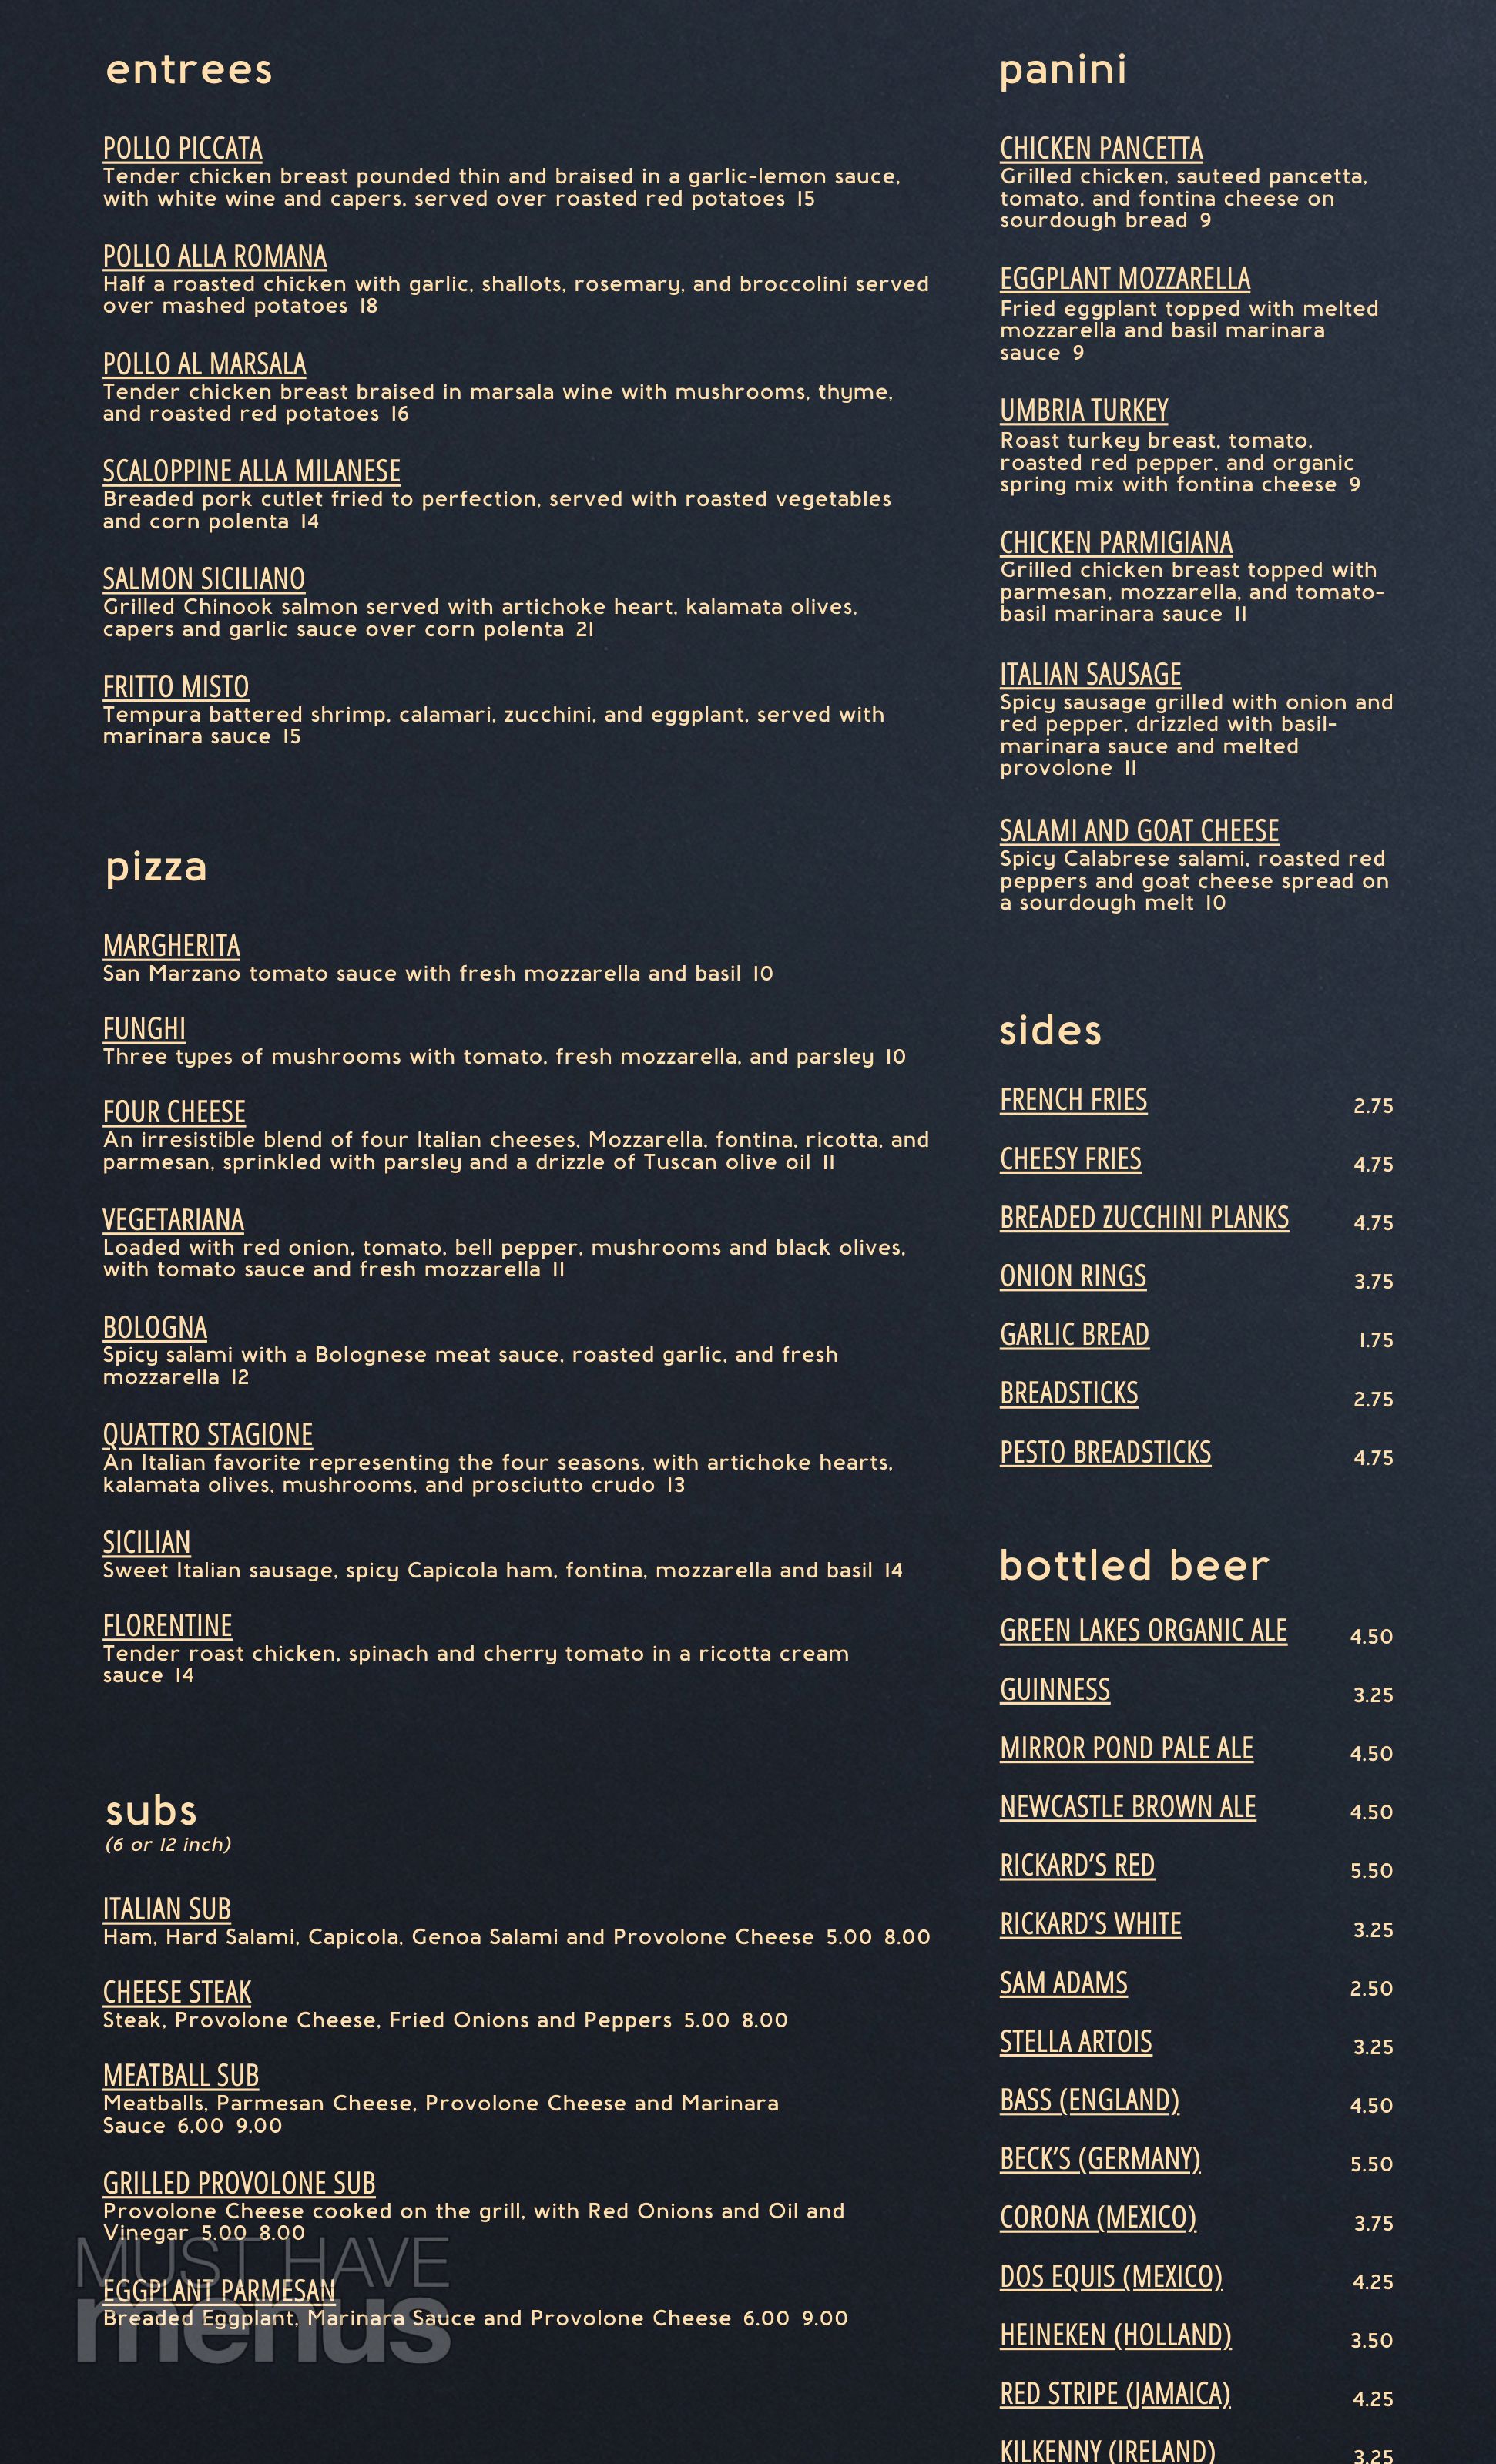 entrees
POLLO PICCATA
Tender chicken breast pounded thin and braised in a garlic-lemon sauce,
with white wine and capers, served over roasted red potatoes 15
POLLO ALLA ROMANA
Half a roasted chicken with garlic, shallots, rosemary, and broccolini served
over mashed potatoes 18
POLLO AL MARSALA
Tender chicken breast braised in marsala wine with mushrooms, thyme,
and roasted red potatoes 16
SCALOPPINE ALLA MILANESE
Breaded pork cutlet fried to perfection, served with roasted vegetables
and corn polenta 14
SALMON SICILIANO
Grilled Chinook salmon served with artichoke heart, kalamata olives,
capers and garlic sauce over corn polenta 21
FRITTO MISTO
Tempura battered shrimp, calamari, zucchini, and eggplant, served with
marinara sauce 15
pizza
MARGHERITA
San Marzano tomato sauce with fresh mozzarella and basil 10
FUNGHI
Three types of mushrooms with tomato, fresh mozzarella, and parsley 10
FOUR CHEESE
An irresistible blend of four Italian cheeses, Mozzarella, fontina, ricotta, and
parmesan, sprinkled with parsley and a drizzle of Tuscan olive oil 11
VEGETARIANA
Loaded with red onion, tomato, bell pepper, mushrooms and black olives,
with tomato sauce and fresh mozzarella 11
BOLOGNA
Spicy salami with a Bolognese meat sauce, roasted garlic, and fresh
mozzarella 12
QUATTRO STAGIONE
An Italian favorite representing the four seasons, with artichoke hearts,
kalamata olives, mushrooms, and prosciutto crudo 13
SICILIAN
Sweet Italian sausage, spicy Capicola ham, fontina, mozzarella and basil 14
FLORENTINE
Tender roast chicken, spinach and cherry tomato in a ricotta cream
sauce 14
subs
(6 or 12 inch)
ITALIAN SUB
Ham, Hard Salami, Capicola, Genoa Salami and Provolone Cheese 5.00 8.00
CHEESE STEAK
Steak, Provolone Cheese, Fried Onions and Peppers 5.00 8.00
MEATBALL SUB
Meatballs, Parmesan Cheese, Provolone Cheese and Marinara
Sauce 6.00 9.00
GRILLED PROVOLONE SUB
Provolone Cheese cooked on the grill, with Red Onions and Oil and
Vinegar 5.00 8.00
EGGPLANT PARMESAN
Breaded Eggplant, Marinara Sauce and Provolone Cheese 6.00 9.00
MUST HAVE
menus
panini
CHICKEN PANCETTA
Grilled chicken, sauteed pancetta,
tomato, and fontina cheese on
sourdough bread 9
EGGPLANT MOZZARELLA
Fried eggplant topped with melted
mozzarella and basil marinara
sauce 9
UMBRIA TURKEY
Roast turkey breast, tomato,
roasted red pepper, and organic
spring mix with fontina cheese 9
CHICKEN PARMIGIANA
Grilled chicken breast topped with
parmesan, mozzarella, and tomato-
basil marinara sauce 11
ITALIAN SAUSAGE
Spicy sausage grilled with onion and
red pepper, drizzled with basil-
marinara sauce and melted
provolone 11
SALAMI AND GOAT CHEESE
Spicy Calabrese salami, roasted red
peppers and goat cheese spread on
a sourdough melt 10
sides
FRENCH FRIES 2.75
CHEESY FRIES 4.75
BREADED ZUCCHINI PLANKS 4.75
ONION RINGS 3.75
GARLIC BREAD 1.75
BREADSTICKS 2.75
PESTO BREADSTICKS 4.75
bottled beer
GREEN LAKES ORGANIC ALE 4.50
GUINNESS 3.25
MIRROR POND PALE ALE 4.50
NEWCASTLE BROWN ALE 4.50
RICKARD'S RED 5.50
RICKARD'S WHITE 3.25
SAM ADAMS 2.50
STELLA ARTOIS 3.25
BASS (ENGLAND) 4.50
BECK'S (GERMANY) 5.50
CORONA (MEXICO) 3.75
DOS EQUIS (MEXICO) 4.25
HEINEKEN (HOLLAND) 3.50
RED STRIPE (JAMAICA) 4.25
KILKENNY (IRELAND) 3.25